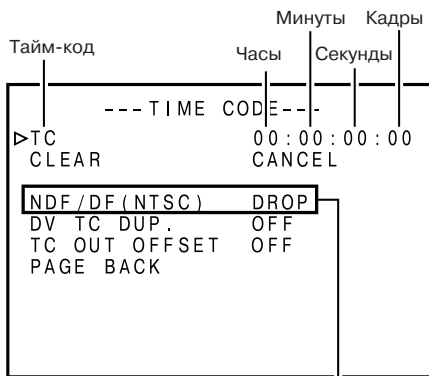 Минуты Кадры
Тайм-код Часы Секунды
---TIME CODE---
TC 00:00:00:00
CLEAR CANCEL
NDF/DF(NTSC) DROP
DV TC DUP. OFF
TC OUT OFFSET OFF
PAGE BACK